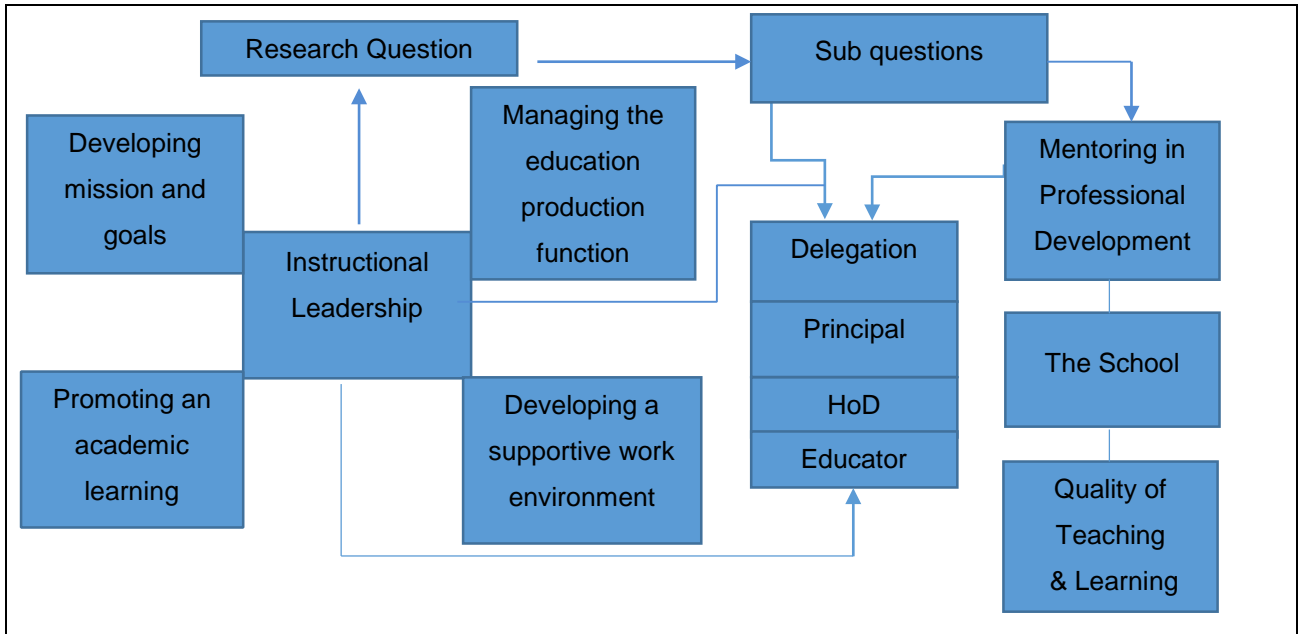 Research Question
Sub questions
Developing
mission and
goals
Managing the
education
production
function
Mentoring in
Professional
Development
Instructional
Leadership
Delegation
Principal
HoD
Educator
The School
Promoting an
academic
learning
Developing a
supportive work
environment
Quality of
Teaching
& Learning